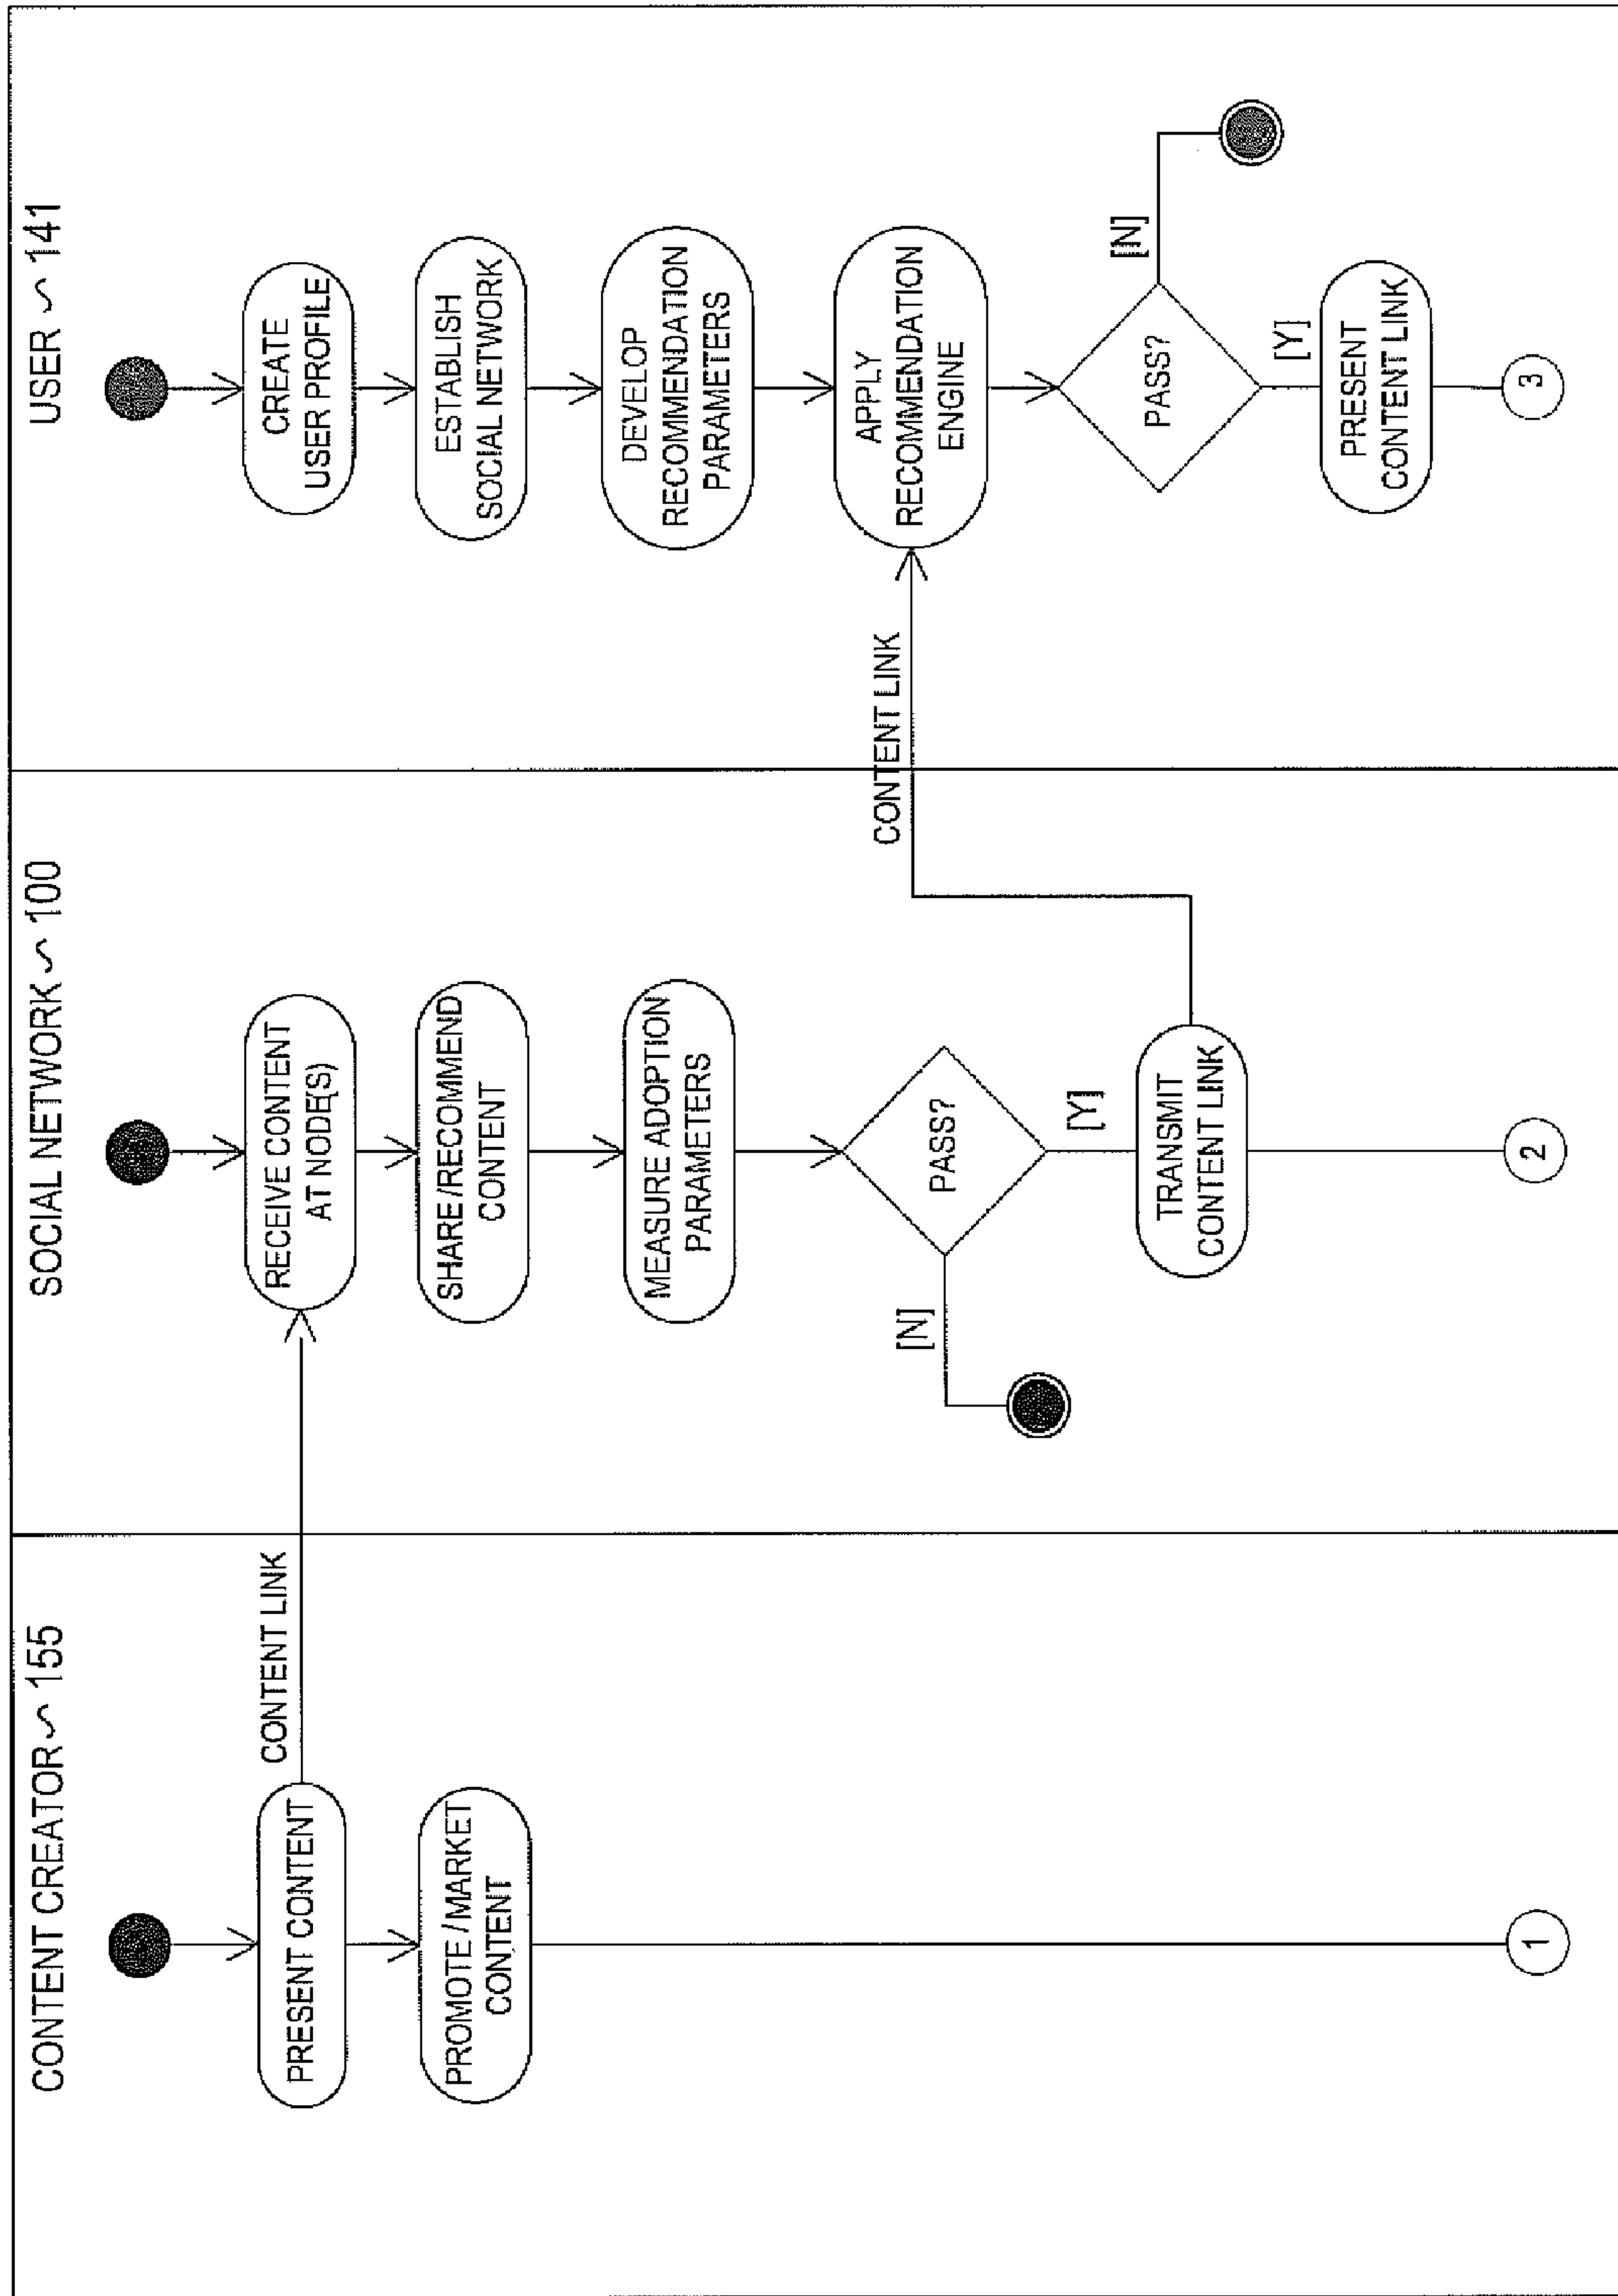 CONTENT CREATOR ~ 155
PRESENT CONTENT
CONTENT LINK
PROMOTE / MARKET
CONTENT
1
SOCIAL NETWORK ~ 100
RECEIVE CONTENT
AT NODE(S)
SHARE/RECOMMEND
CONTENT
MEASURE ADOPTION
PARAMETERS
PASS?
[N]
[Y]
TRANSMIT
CONTENT LINK
CONTENT LINK
2
USER ~ 141
CREATE
USER PROFILE
ESTABLISH
SOCIAL NETWORK
DEVELOP
RECOMMENDATION
PARAMETERS
APPLY
RECOMMENDATION
ENGINE
PASS?
[N]
[Y]
PRESENT
CONTENT LINK
3